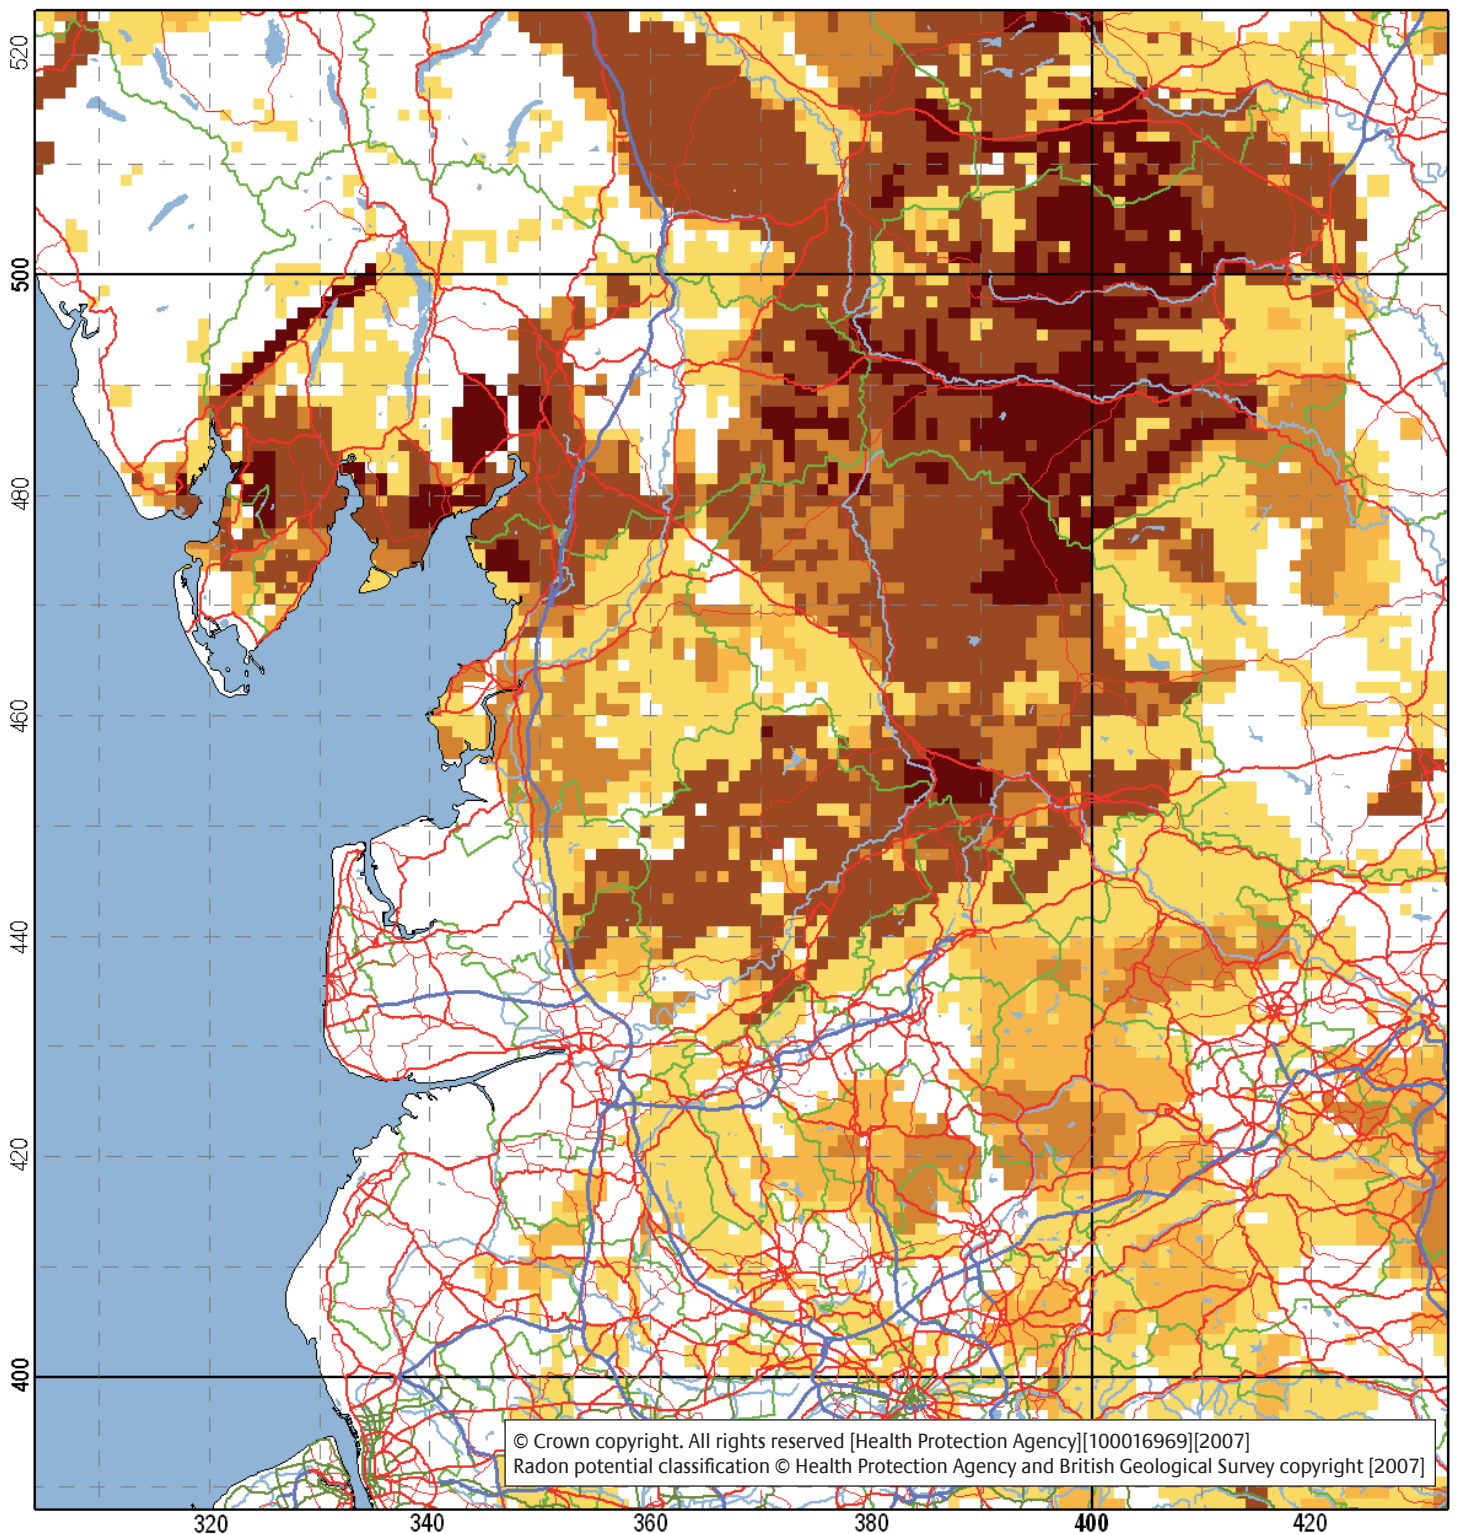 520
500
480
460
440
420
400
© Crown copyright. All rights reserved [Health Protection Agency][100016969][2007]
Radon potential classification © Health Protection Agency and British Geological Survey copyright [2007]
320 340 360 380 400 420